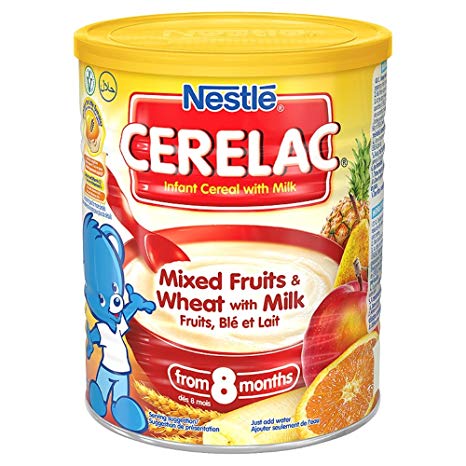 Nestlé®
حلال
CERELAC®
Infant Cereal with Milk
Mixed Fruits &
Wheat with Milk
Fruits, Blé et Lait
from 8 months
dès 8 mois
Serving suggestion/
Suggestion de présentation
Just add water
Ajouter seulement de l'eau